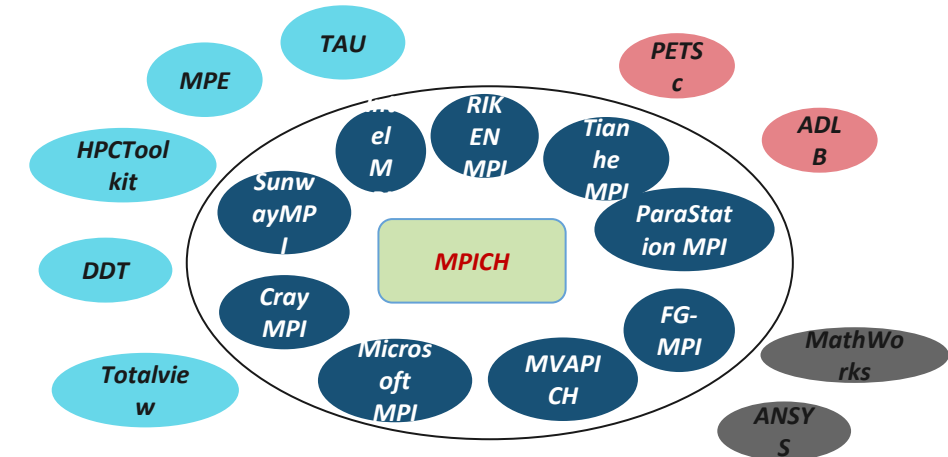 TAU
MPE
HPCTool
kit
DDT
Totalvie
w
PETS
c
ADL
B
MathWo
rks
ANSY
S
el
M
RIK
EN
MPI
Tian
he
MPI
Sunw
ayMP
I
ParaStat
ion MPI
MPICH
Cray
MPI
FG-
MPI
Micros
oft
MPI
MVAPI
CH